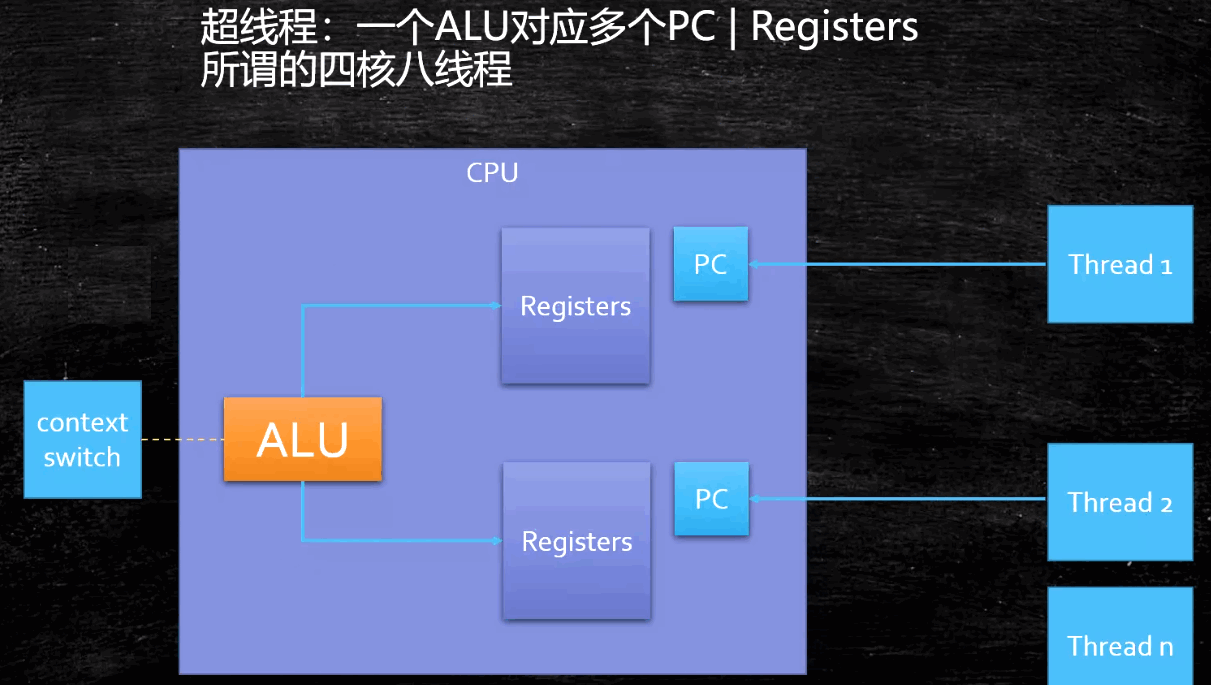 超线程：一个ALU对应多个PC | Registers
所谓的四核八线程
CPU
Registers
PC
Thread 1
context
switch
ALU
Registers
PC
Thread 2
Thread n